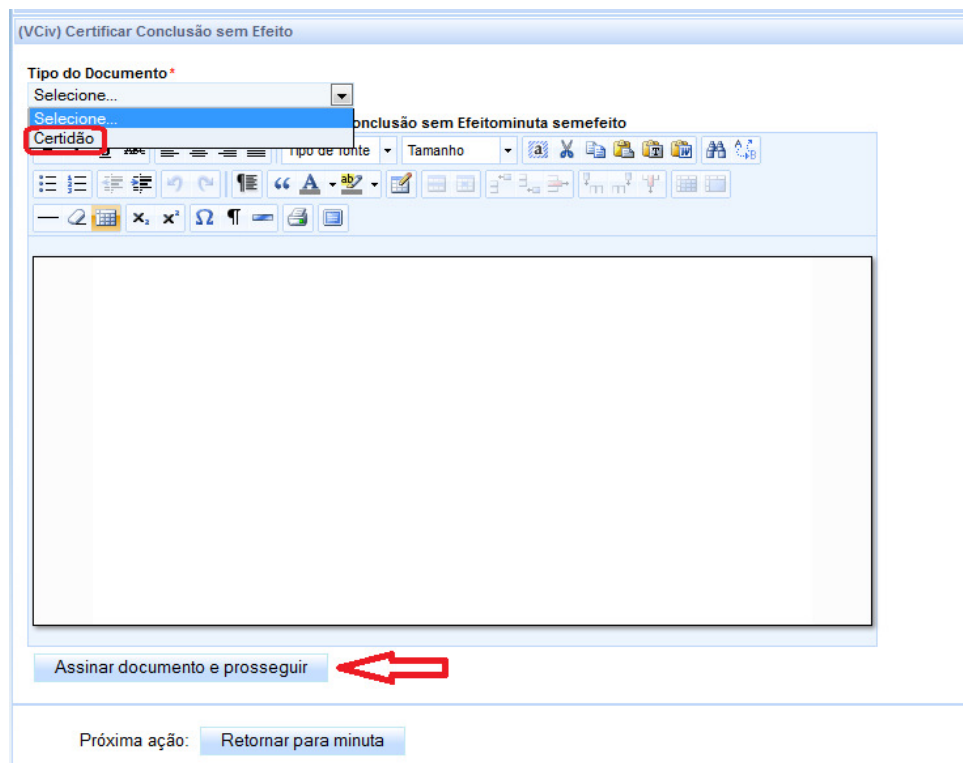 (VCiv) Certificar Conclusão sem Efeito
Tipo do Documento*
Selecione...
Selecione...
Certidão
onclusão sem Efeitominuta semefeito
Tipo de fonte Tamanho
Assinar documento e prosseguir
Próxima ação: Retornar para minuta